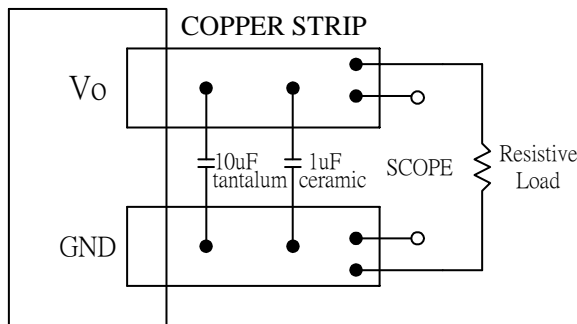 COPPER STRIP
Vo
10uF
tantalum
1uF
ceramic
SCOPE
Resistive
Load
GND